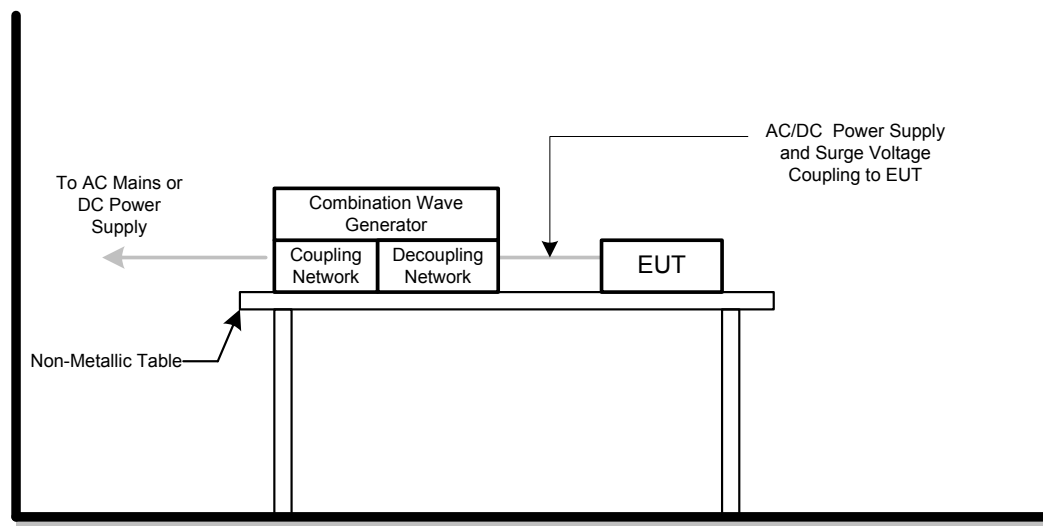 AC/DC Power Supply
and Surge Voltage
Coupling to EUT
To AC Mains or
DC Power
Supply
Combination Wave
Generator
Coupling
Network
Decoupling
Network
EUT
Non-Metallic Table